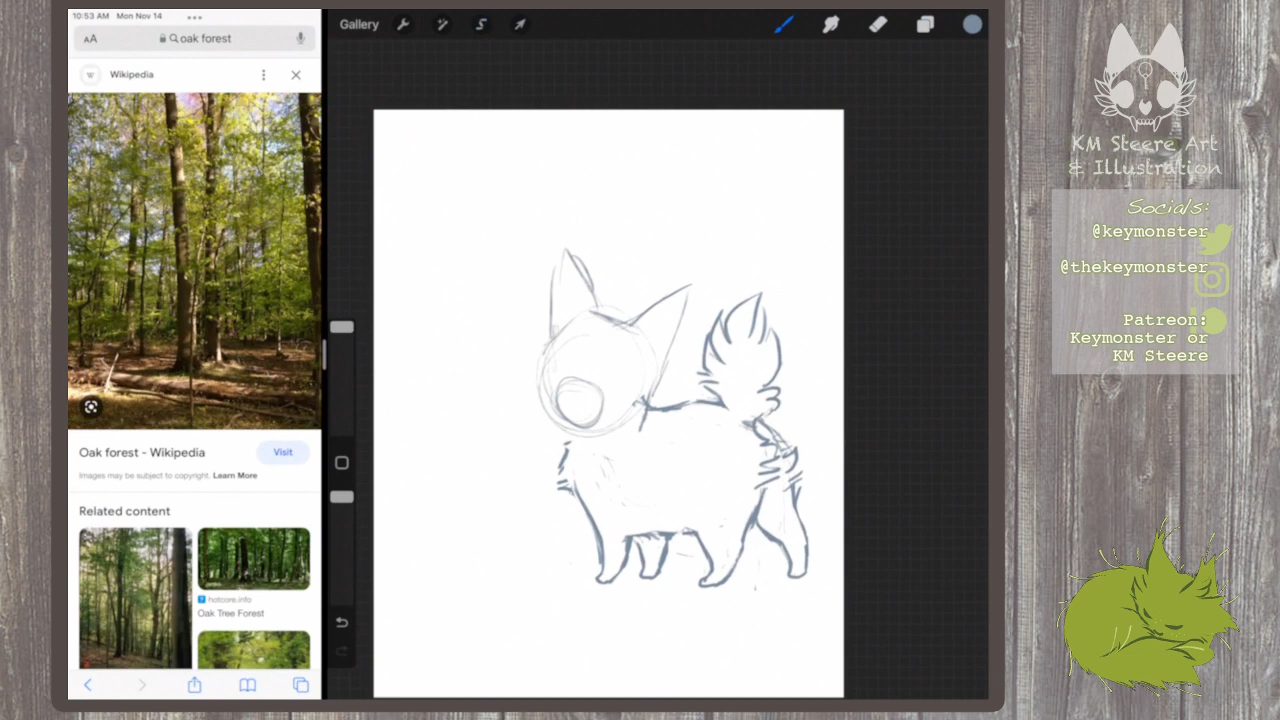 10:53 AM Mon Nov 14
AA
oak forest
W
Wikipedia
Oak forest - Wikipedia
Visit
Images may be subject to copyright. Learn More
Related content
hotcore.info
Oak Tree Forest
Gallery
KM Steere Art
& Illustration
Socials:
@keymonster
@thekeymonster
Patreon:
Keymonster or
KM Steere